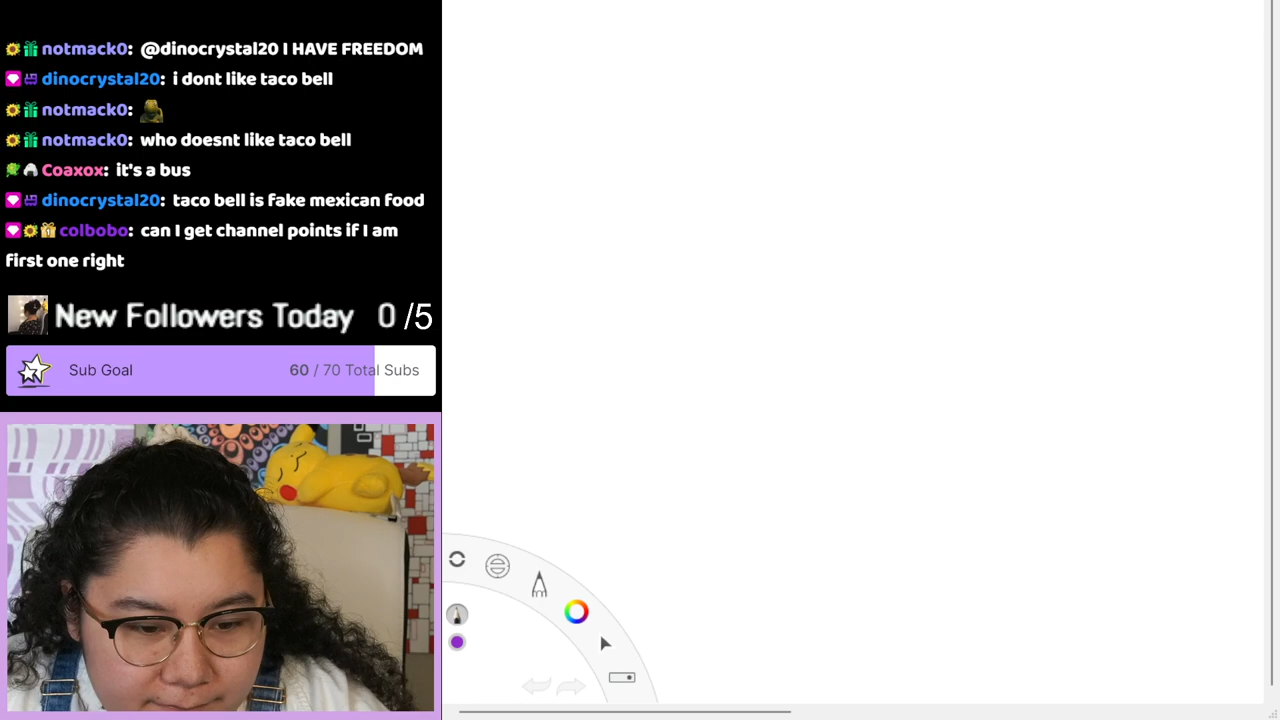 notmack0: @dinocrystal20 I HAVE FREEDOM
dinocrystal20: i dont like taco bell
notmack0:
notmack0: who doesnt like taco bell
Coaxox: it's a bus
dinocrystal20: taco bell is fake mexican food
colbobo: can I get channel points if I am
first one right
New Followers Today 0 /5
Sub Goal 60 / 70 Total Subs